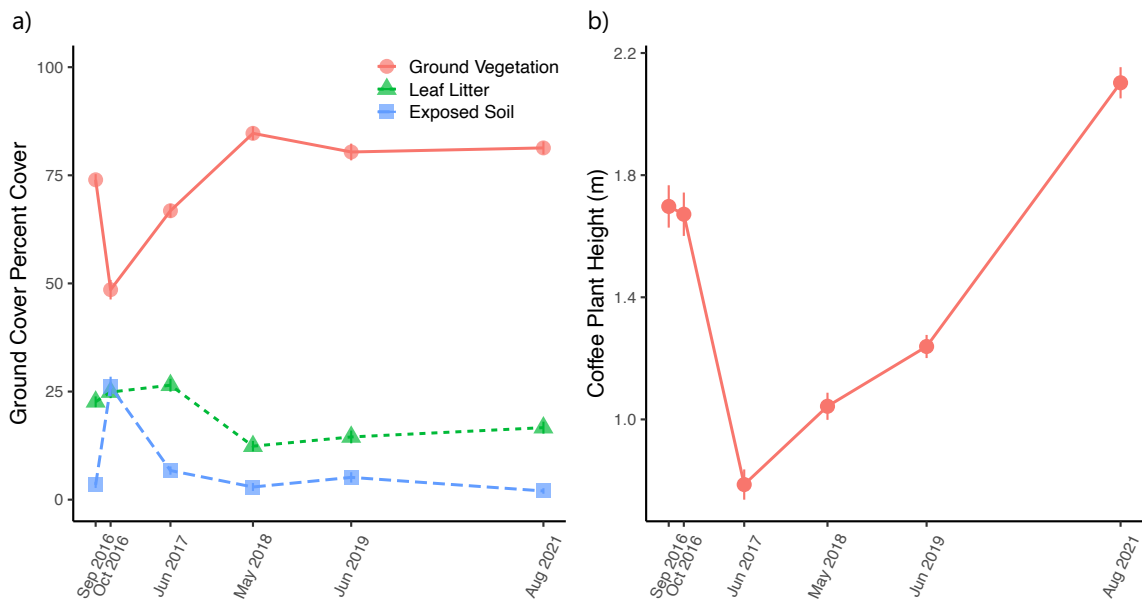 a)
Ground Cover Percent Cover
100
75
50
25
0
Ground Vegetation
Leaf Litter
Exposed Soil
Sep 2016
Oct 2016
Jun 2017
May 2018
Jun 2019
Aug 2021
b)
Coffee Plant Height (m)
2.2
1.8
1.4
1.0
Sep 2016
Oct 2016
Jun 2017
May 2018
Jun 2019
Aug 2021